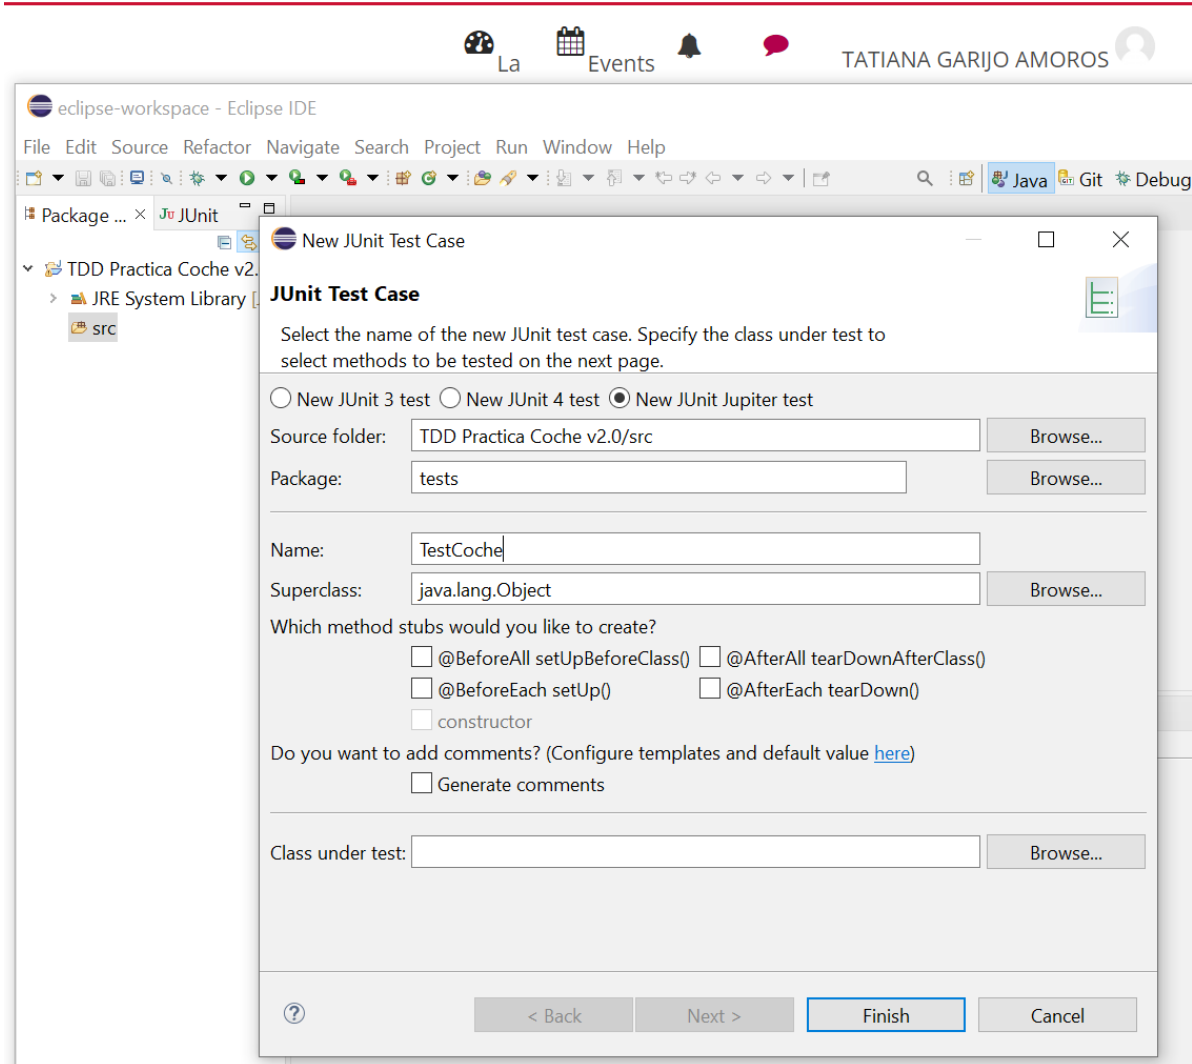 La Events TATIANA GARIJO AMOROS
eclipse-workspace - Eclipse IDE
File Edit Source Refactor Navigate Search Project Run Window Help
Java Git Debug
Package ... JUnit
TDD Practica Coche v2.
JRE System Library [
src
New JUnit Test Case
JUnit Test Case
Select the name of the new JUnit test case. Specify the class under test to
select methods to be tested on the next page.
New JUnit 3 test New JUnit 4 test New JUnit Jupiter test
Source folder: TDD Practica Coche v2.0/src Browse...
Package: tests Browse...
Name: TestCoche
Superclass: java.lang.Object Browse...
Which method stubs would you like to create?
@BeforeAll setUpBeforeClass() @AfterAll tearDownAfterClass()
@BeforeEach setUp() @AfterEach tearDown()
constructor
Do you want to add comments? (Configure templates and default value here)
Generate comments
Class under test: Browse...
< Back Next > Finish Cancel